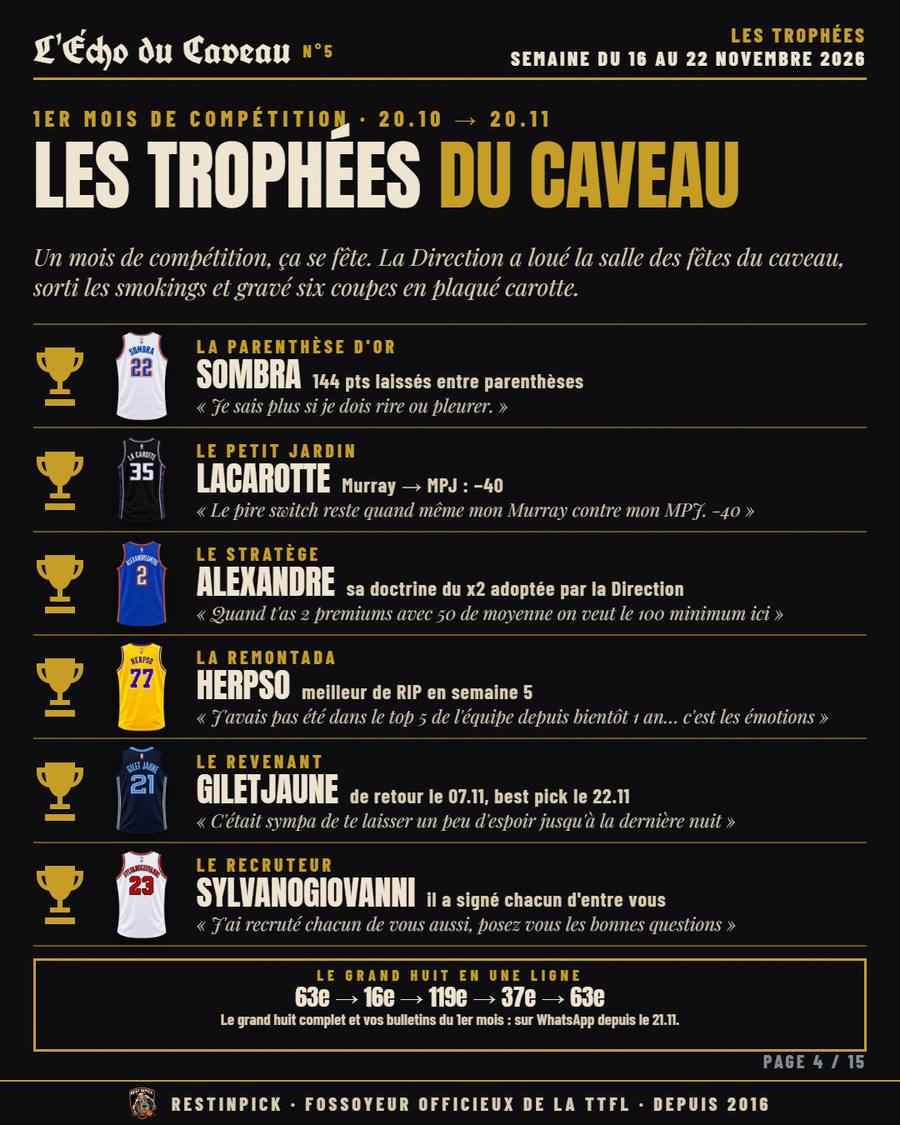 L'Écho du Caveau N°5
LES TROPHÉES
SEMAINE DU 16 AU 22 NOVEMBRE 2026
1ER MOIS DE COMPÉTITION · 20.10 → 20.11
LES TROPHÉES DU CAVEAU
Un mois de compétition, ça se fête. La Direction a loué la salle des fêtes du caveau,
sorti les smokings et gravé six coupes en plaqué carotte.
SOMBRA
22
LA PARENTHÈSE D'OR
SOMBRA 144 pts laissés entre parenthèses
« Je sais plus si je dois rire ou pleurer. »
LA CAROTTE
35
LE PETIT JARDIN
LACAROTTE Murray → MPJ : –40
« Le pire switch reste quand même mon Murray contre mon MPJ. -40 »
2
LE STRATÈGE
ALEXANDRE sa doctrine du x2 adoptée par la Direction
« Quand t'as 2 premiums avec 50 de moyenne on veut le 100 minimum ici »
HERPSO
77
LA REMONTADA
HERPSO meilleur de RIP en semaine 5
« J'avais pas été dans le top 5 de l'équipe depuis bientôt 1 an... c'est les émotions »
GILET JAUNE
21
LE REVENANT
GILETJAUNE de retour le 07.11, best pick le 22.11
« C'était sympa de te laisser un peu d'espoir jusqu'à la dernière nuit »
SYLVANOGIOVANNI
23
LE RECRUTEUR
SYLVANOGIOVANNI il a signé chacun d'entre vous
« J'ai recruté chacun de vous aussi, posez vous les bonnes questions »
LE GRAND HUIT EN UNE LIGNE
63e → 16e → 119e → 37e → 63e
Le grand huit complet et vos bulletins du 1er mois : sur WhatsApp depuis le 21.11.
PAGE 4 / 15
RESTINPICK · FOSSOYEUR OFFICIEUX DE LA TTFL · DEPUIS 2016